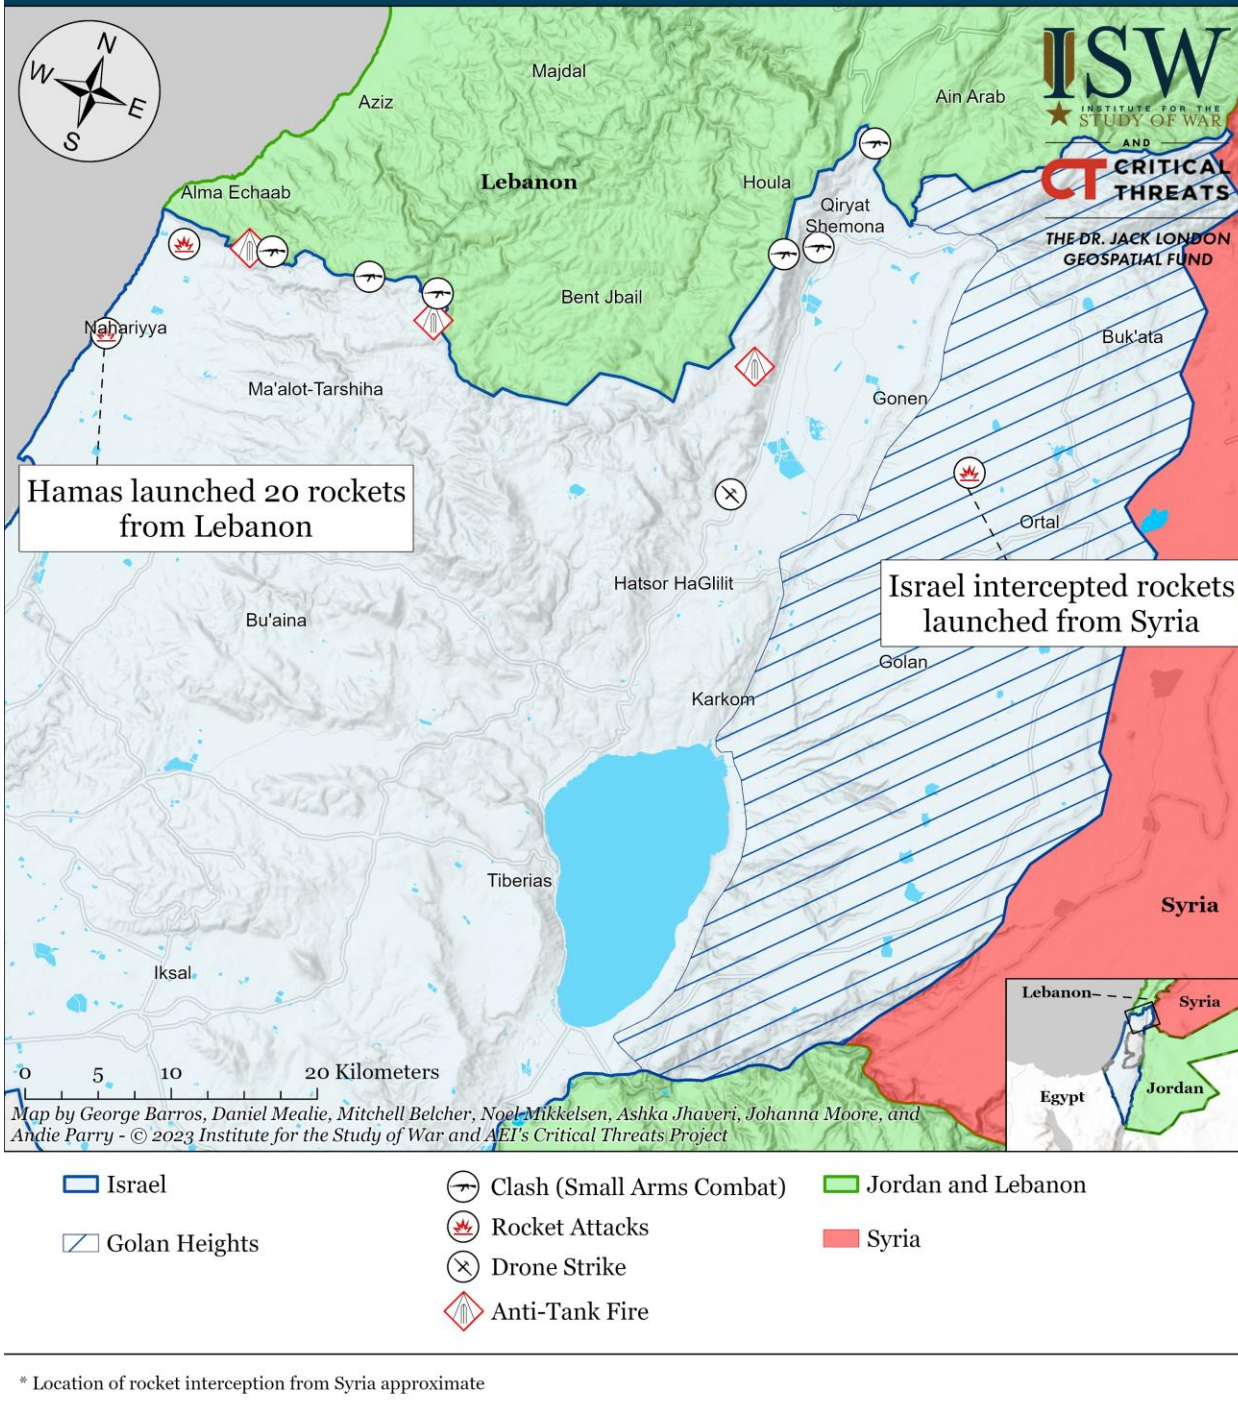 N
W
E
S
ISW
INSTITUTE FOR THE
STUDY OF WAR
AND
CT CRITICAL
THREATS
THE DR. JACK LONDON
GEOSPATIAL FUND
Majdal
Aziz
Ain Arab
Lebanon
Alma Echaab
Houla
Qiryat
Shemona
Bent Jbail
Nahariyya
Buk'ata
Ma'alot-Tarshiha
Gonen
Hamas launched 20 rockets
from Lebanon
Ortal
Hatsor HaGlilit
Israel intercepted rockets
launched from Syria
Bu'aina
Golan
Karkom
Tiberias
Syria
Iksal
Lebanon
Syria
Egypt
Jordan
0 5 10 20 Kilometers
Map by George Barros, Daniel Mealie, Mitchell Belcher, Noel Mikkelsen, Ashka Jhaveri, Johanna Moore, and
Andie Parry - © 2023 Institute for the Study of War and AEI's Critical Threats Project
Israel
Golan Heights
Clash (Small Arms Combat)
Rocket Attacks
Drone Strike
Anti-Tank Fire
Jordan and Lebanon
Syria
* Location of rocket interception from Syria approximate